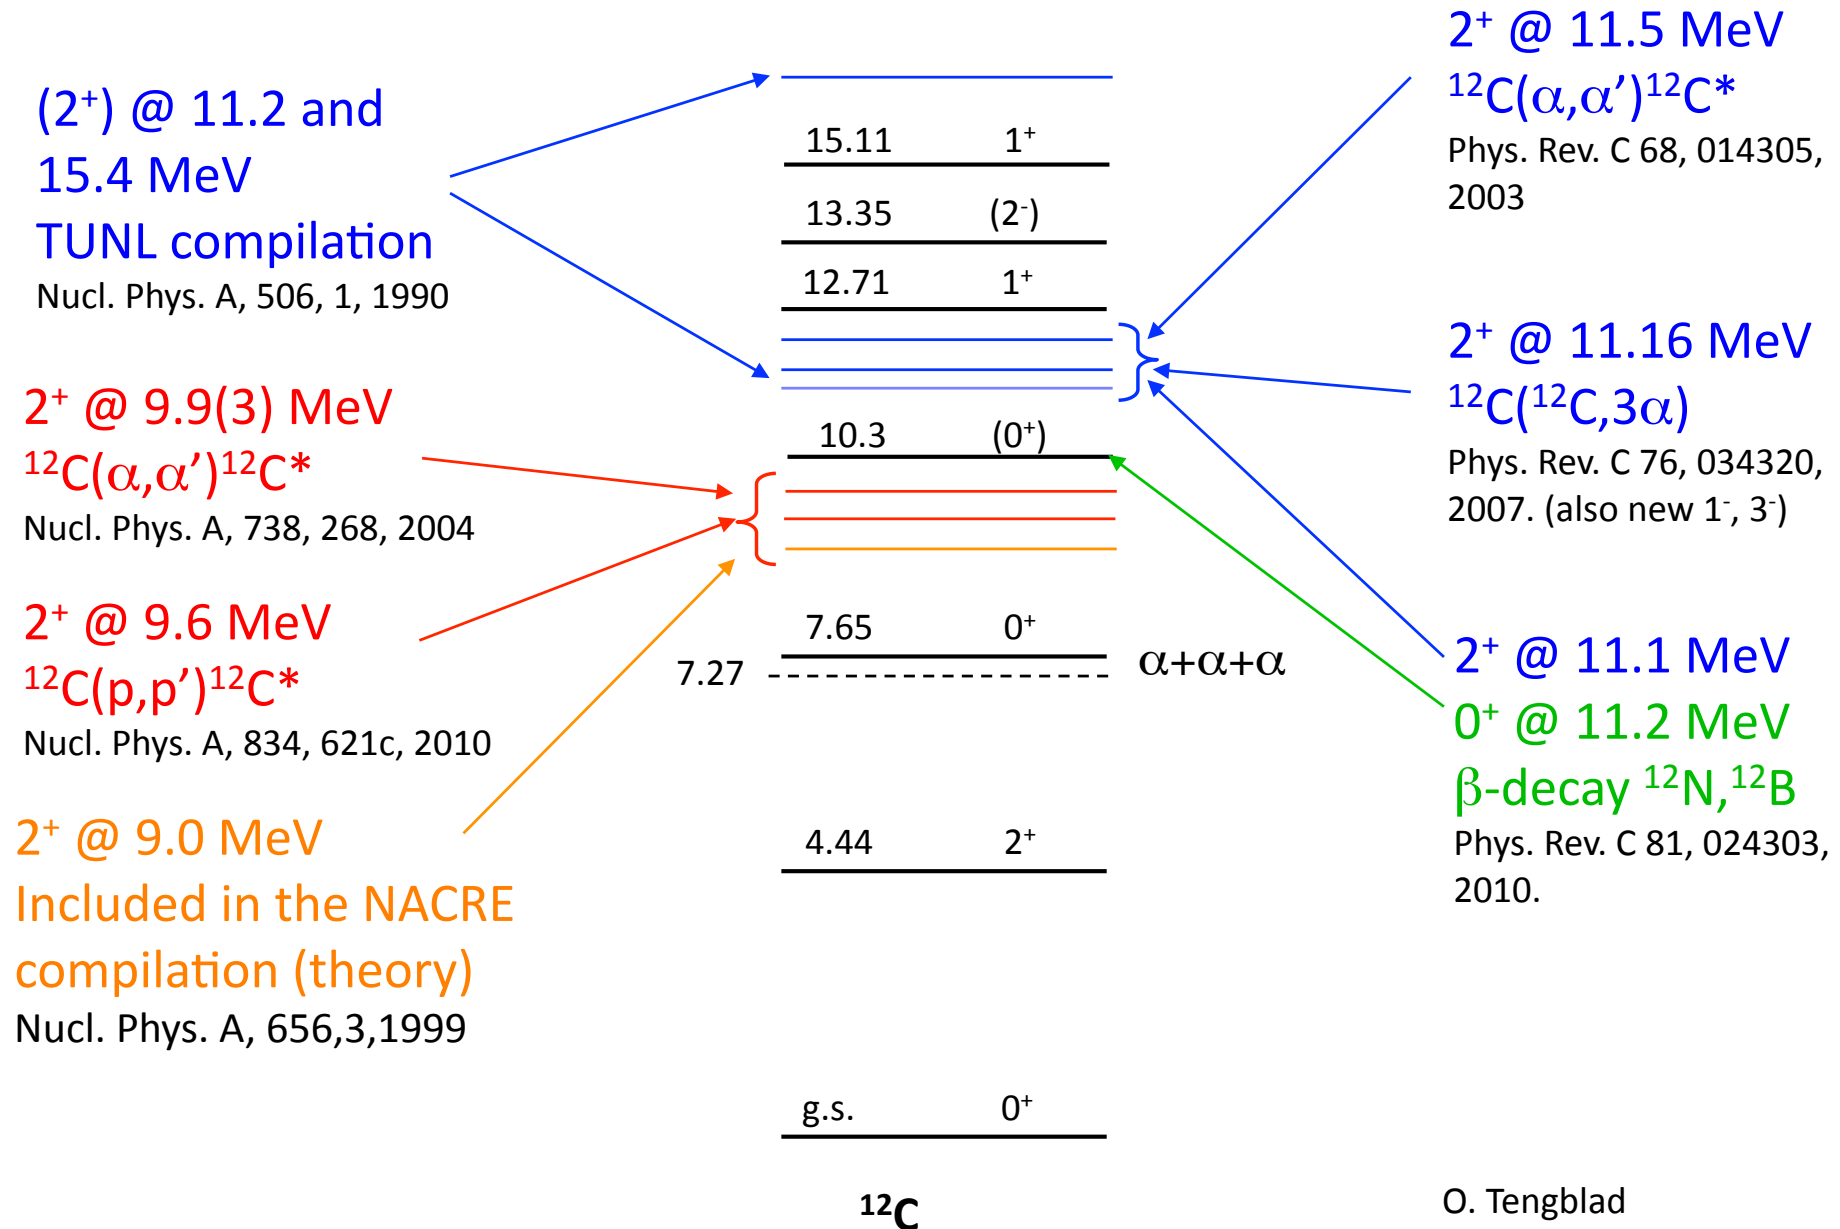 (2⁺) @ 11.2 and
15.4 MeV
TUNL compilation
Nucl. Phys. A, 506, 1, 1990
2⁺ @ 9.9(3) MeV
¹²C(α,α’)¹²C*
Nucl. Phys. A, 738, 268, 2004
2⁺ @ 9.6 MeV
¹²C(p,p’)¹²C*
Nucl. Phys. A, 834, 621c, 2010
2⁺ @ 9.0 MeV
Included in the NACRE
compilation (theory)
Nucl. Phys. A, 656,3,1999
15.11 1⁺
13.35 (2⁻)
12.71 1⁺
10.3 (0⁺)
7.65 0⁺
7.27 α+α+α
4.44 2⁺
g.s. 0⁺
¹²C
2⁺ @ 11.5 MeV
¹²C(α,α’)¹²C*
Phys. Rev. C 68, 014305,
2003
2⁺ @ 11.16 MeV
¹²C(¹²C,3α)
Phys. Rev. C 76, 034320,
2007. (also new 1⁻, 3⁻)
2⁺ @ 11.1 MeV
0⁺ @ 11.2 MeV
β-decay ¹²N,¹²B
Phys. Rev. C 81, 024303,
2010.
O. Tengblad